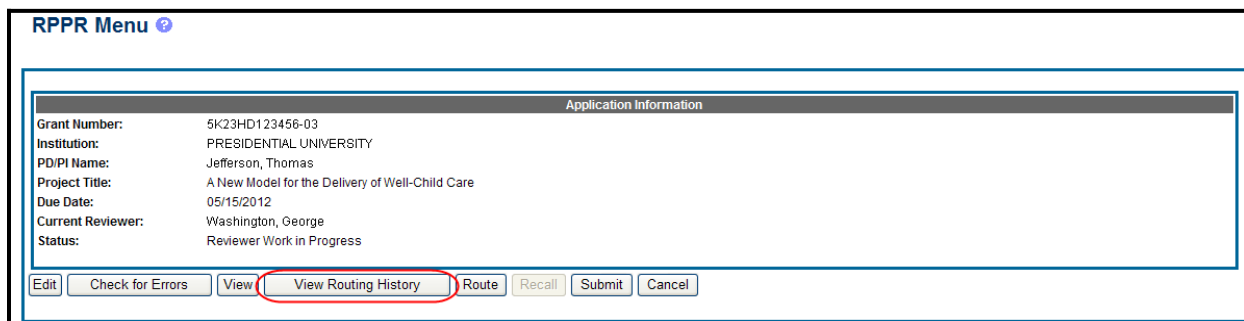 RPPR Menu ?
Application Information
Grant Number: 5K23HD123456-03
Institution: PRESIDENTIAL UNIVERSITY
PD/PI Name: Jefferson, Thomas
Project Title: A New Model for the Delivery of Well-Child Care
Due Date: 05/15/2012
Current Reviewer: Washington, George
Status: Reviewer Work in Progress
Edit Check for Errors View View Routing History Route Recall Submit Cancel